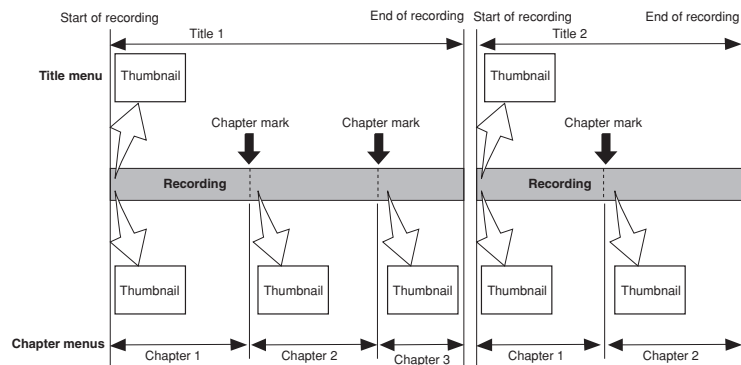 Start of recording End of recording Start of recording End of recording
Title 1 Title 2
Title menu Thumbnail Thumbnail
Chapter mark Chapter mark Chapter mark
Recording Recording
Thumbnail Thumbnail Thumbnail Thumbnail Thumbnail
Chapter menus
Chapter 1 Chapter 2 Chapter 3 Chapter 1 Chapter 2